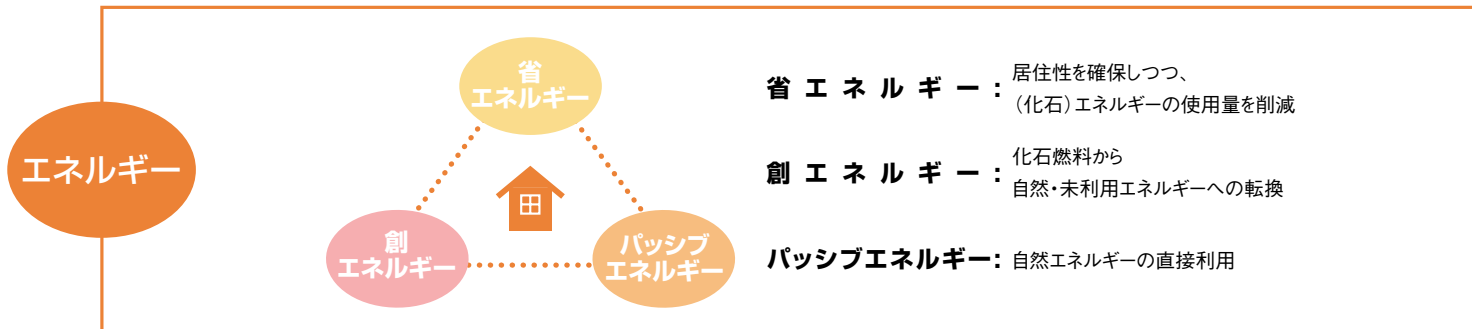 エネルギー
省
エネルギー
創
エネルギー
パッシブ
エネルギー
省エネルギー：居住性を確保しつつ、
（化石）エネルギーの使用量を削減
創エネルギー：化石燃料から
自然・未利用エネルギーへの転換
パッシブエネルギー：自然エネルギーの直接利用